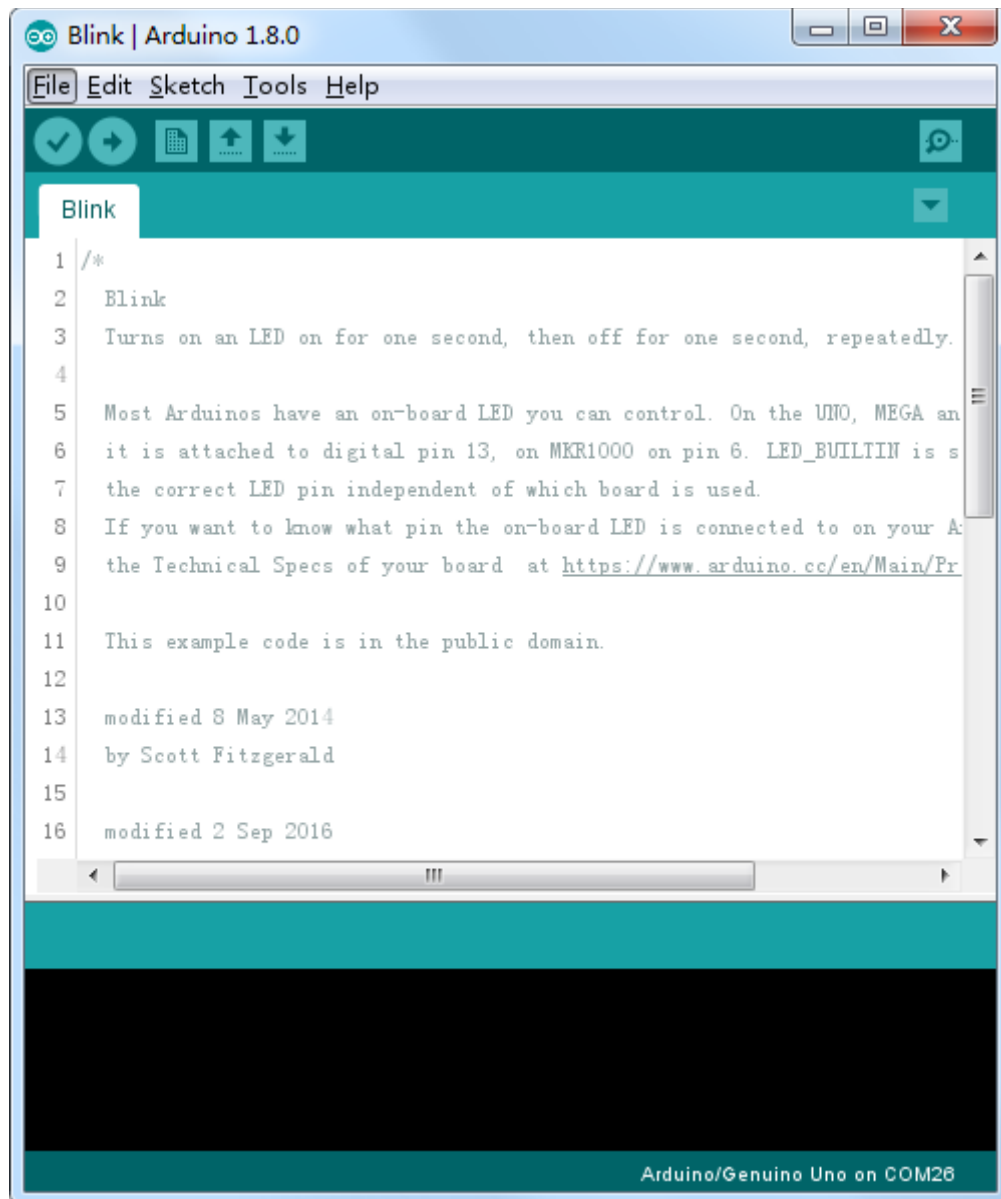 Blink | Arduino 1.8.0
File Edit Sketch Tools Help
Blink
1 /*
2 Blink
3 Turns on an LED on for one second, then off for one second, repeatedly.
4
5 Most Arduinos have an on-board LED you can control. On the UNO, MEGA an
6 it is attached to digital pin 13, on MKR1000 on pin 6. LED_BUILTIN is s
7 the correct LED pin independent of which board is used.
8 If you want to know what pin the on-board LED is connected to on your A
9 the Technical Specs of your board at https://www.arduino.cc/en/Main/Pr
10
11 This example code is in the public domain.
12
13 modified 8 May 2014
14 by Scott Fitzgerald
15
16 modified 2 Sep 2016
Arduino/Genuino Uno on COM26